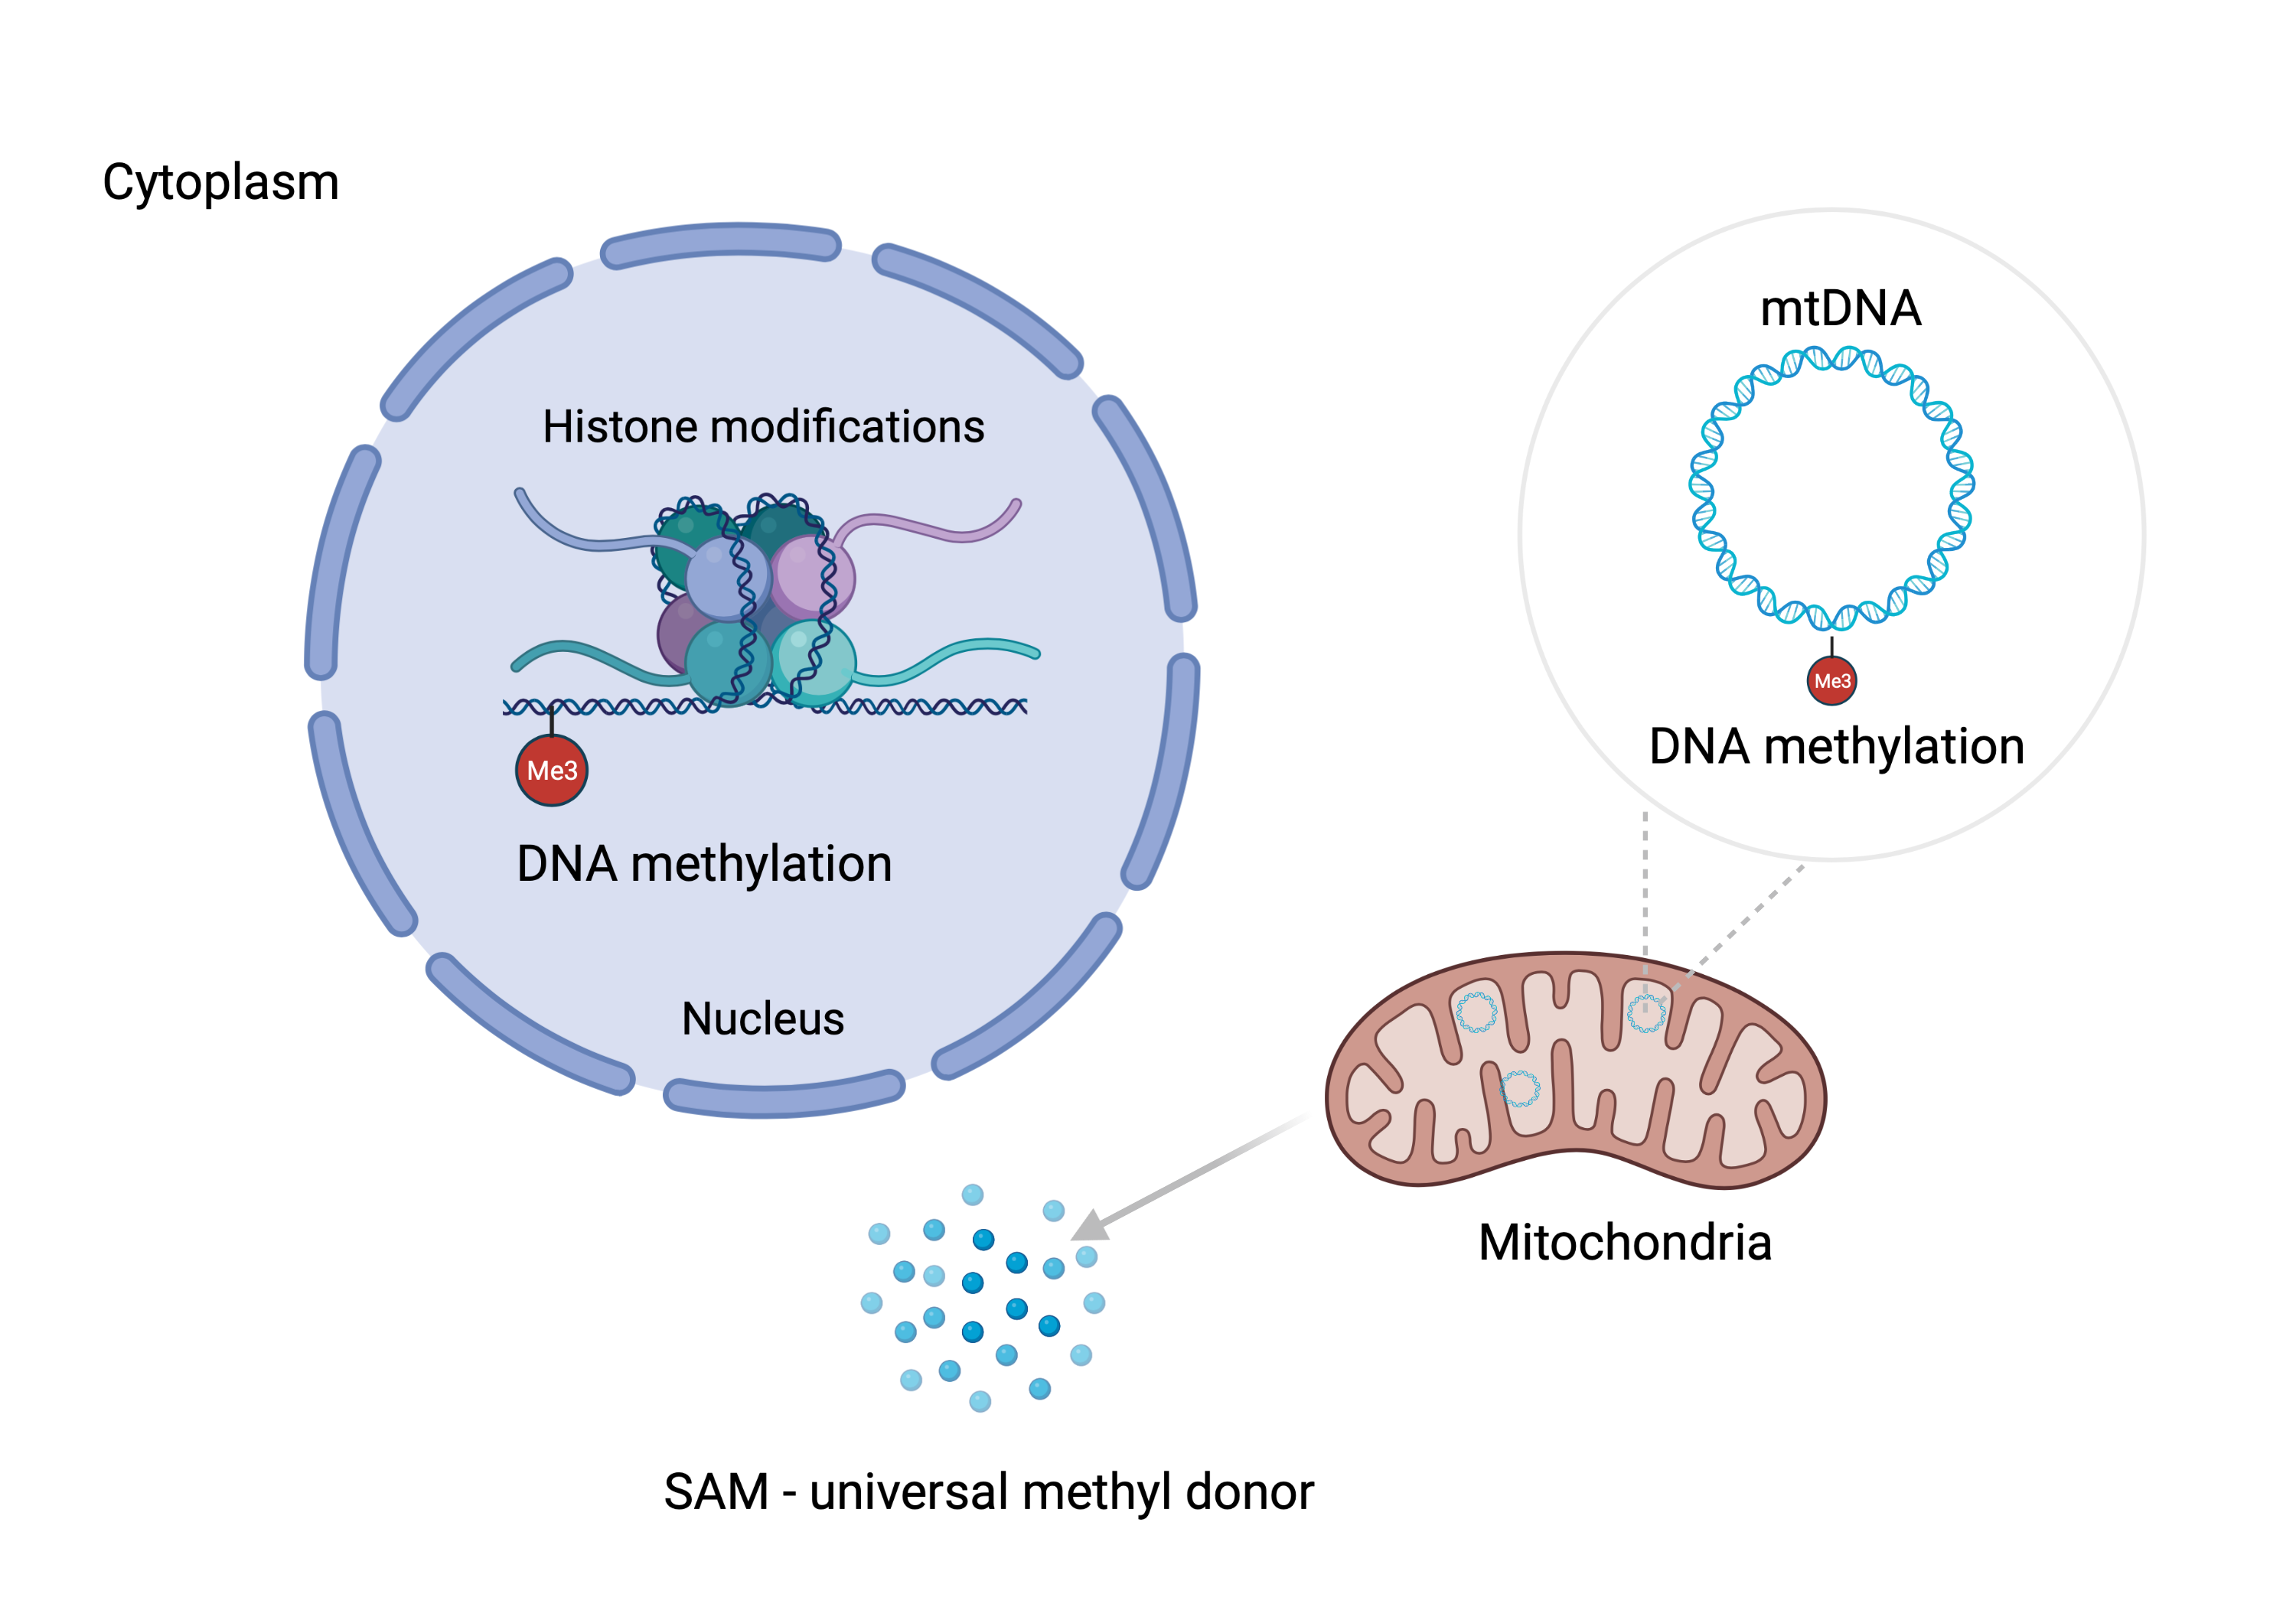 Cytoplasm
Histone modifications
Me3
DNA methylation
Nucleus
mtDNA
Me3
DNA methylation
Mitochondria
SAM - universal methyl donor